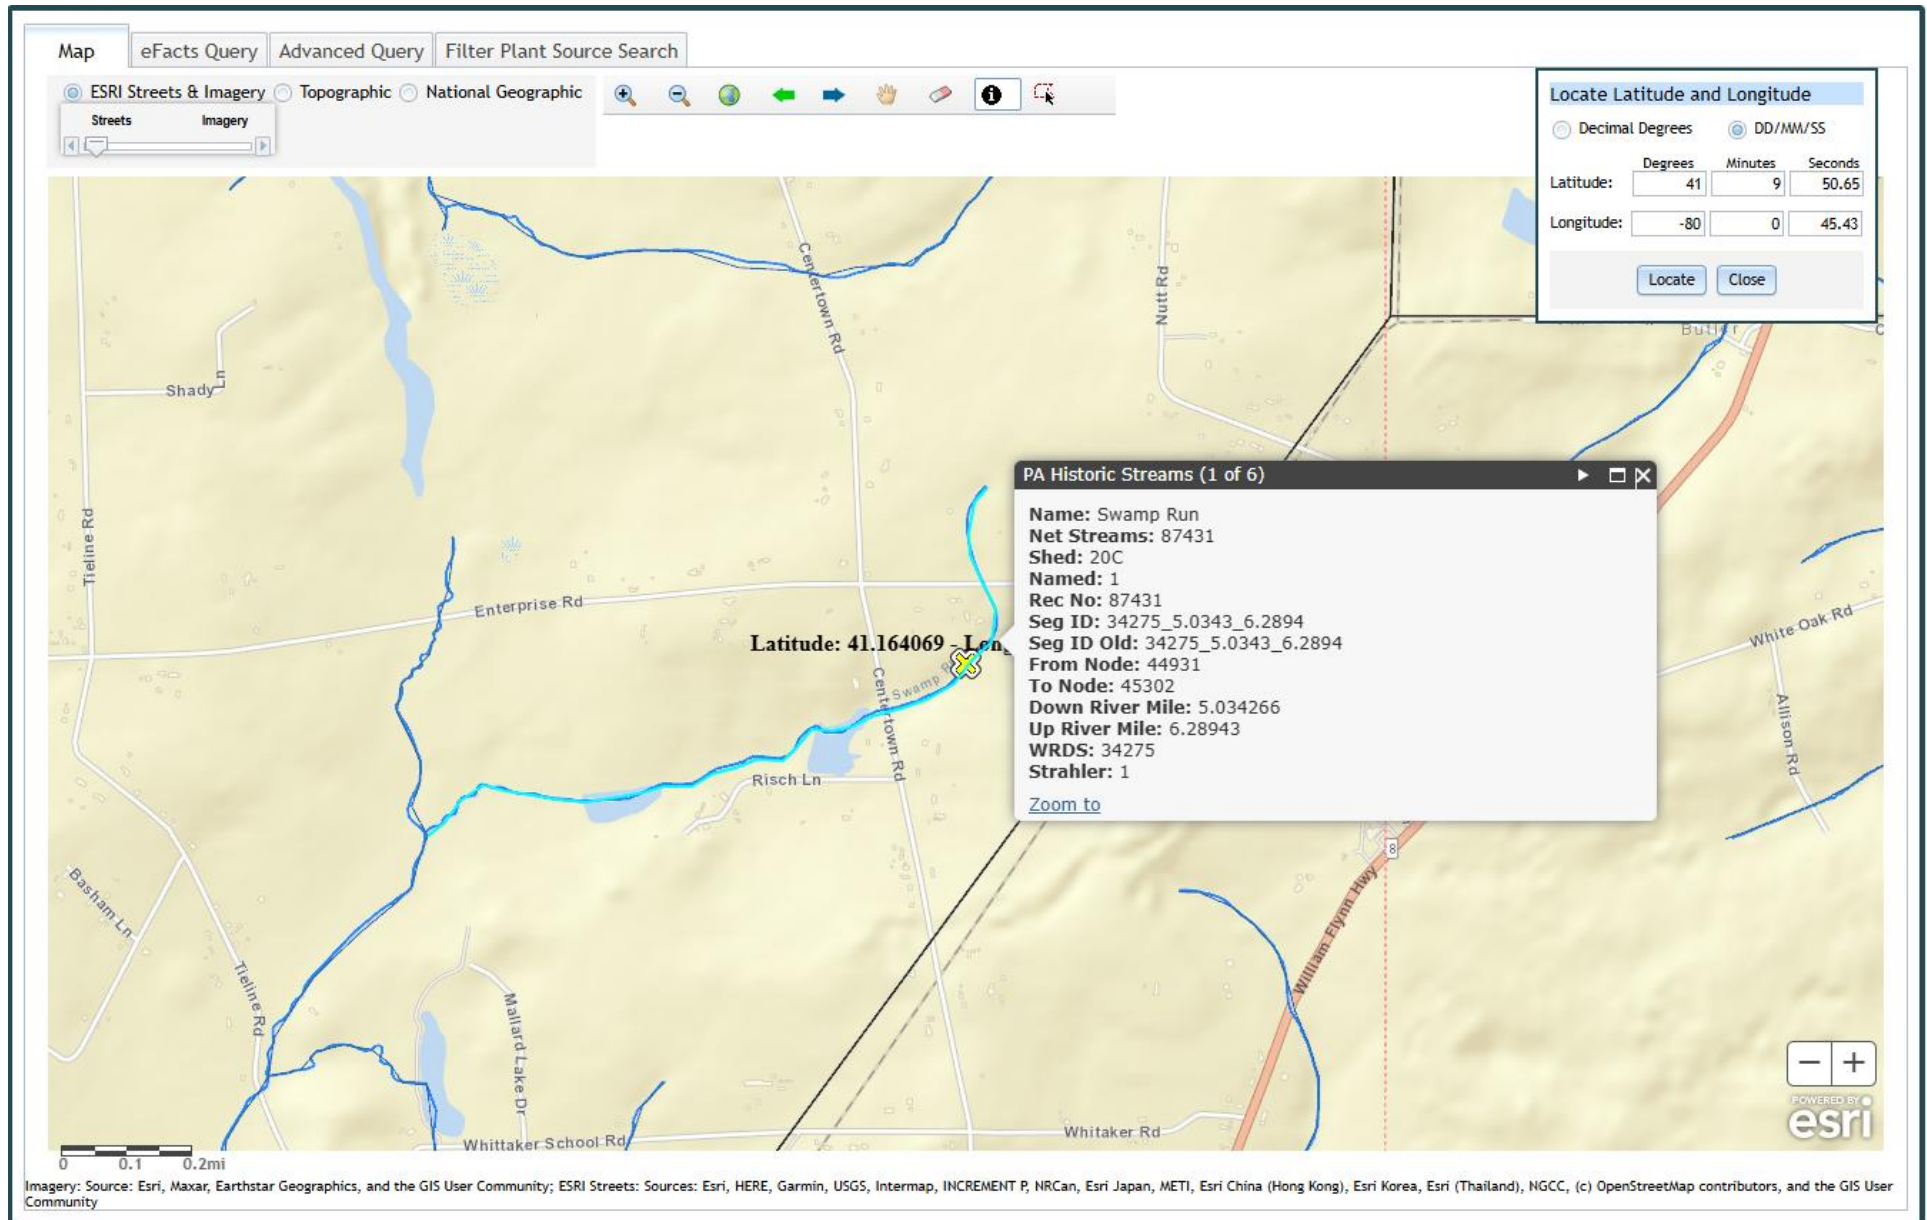 Map eFacts Query Advanced Query Filter Plant Source Search
ESRI Streets & Imagery Topographic National Geographic
Streets Imagery
Locate Latitude and Longitude
Decimal Degrees DD/MM/SS
Degrees Minutes Seconds
Latitude: 41 9 50.65
Longitude: -80 0 45.43
Locate Close
Butler
Centertown Rd
Nutt Rd
Shady Ln
Tieline Rd
Enterprise Rd
Latitude: 41.164069 - Long
Swamp
Centertown Rd
Risch Ln
PA Historic Streams (1 of 6)
Name: Swamp Run
Net Streams: 87431
Shed: 20C
Named: 1
Rec No: 87431
Seg ID: 34275_5.0343_6.2894
Seg ID Old: 34275_5.0343_6.2894
From Node: 44931
To Node: 45302
Down River Mile: 5.034266
Up River Mile: 6.28943
WRDS: 34275
Strahler: 1
Zoom to
White Oak Rd
Allison Rd
8
William Flynn Hwy
Basham Ln
Tieline Rd
Mallard Lake Dr
Whittaker School Rd
Whitaker Rd
POWERED BY
esri
0 0.1 0.2mi
Imagery: Source: Esri, Maxar, Earthstar Geographics, and the GIS User Community; ESRI Streets: Sources: Esri, HERE, Garmin, USGS, Intermap, INCREMENT P, NRCan, Esri Japan, METI, Esri China (Hong Kong), Esri Korea, Esri (Thailand), NGCC, (c) OpenStreetMap contributors, and the GIS User
Community